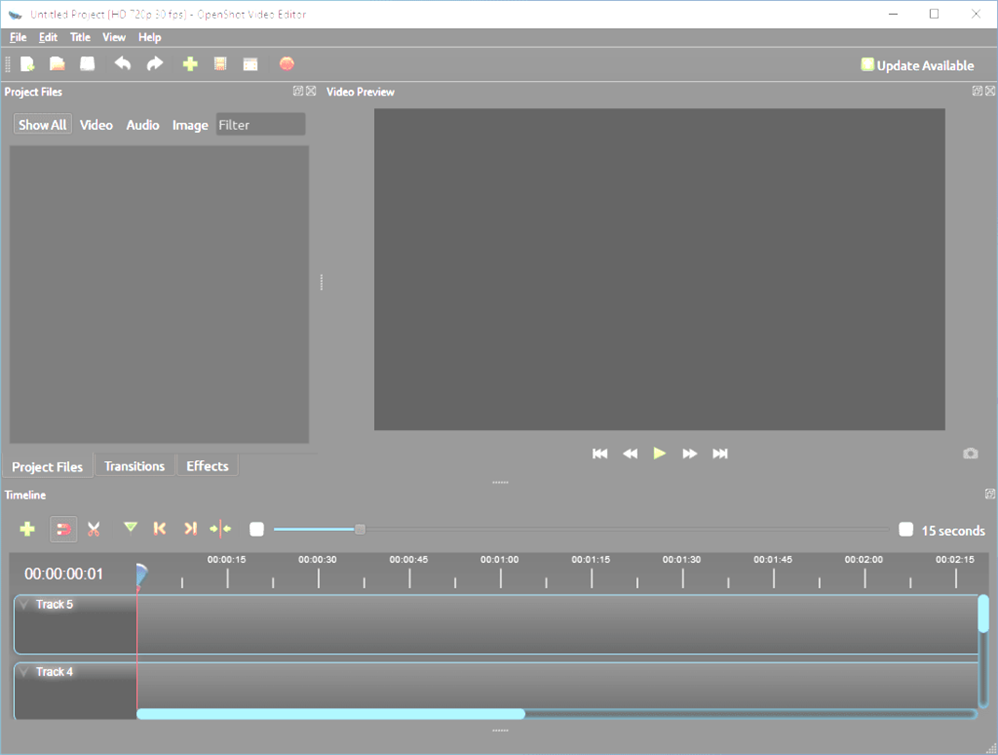 Untitled Project [HD 720p 30 fps] - OpenShot Video Editor
File Edit Title View Help
Update Available
Project Files
Video Preview
Show All Video Audio Image Filter
Project Files Transitions Effects
Timeline
15 seconds
00:00:15 00:00:30 00:00:45 00:01:00 00:01:15 00:01:30 00:01:45 00:02:00 00:02:15
00:00:00:01
Track 5
Track 4